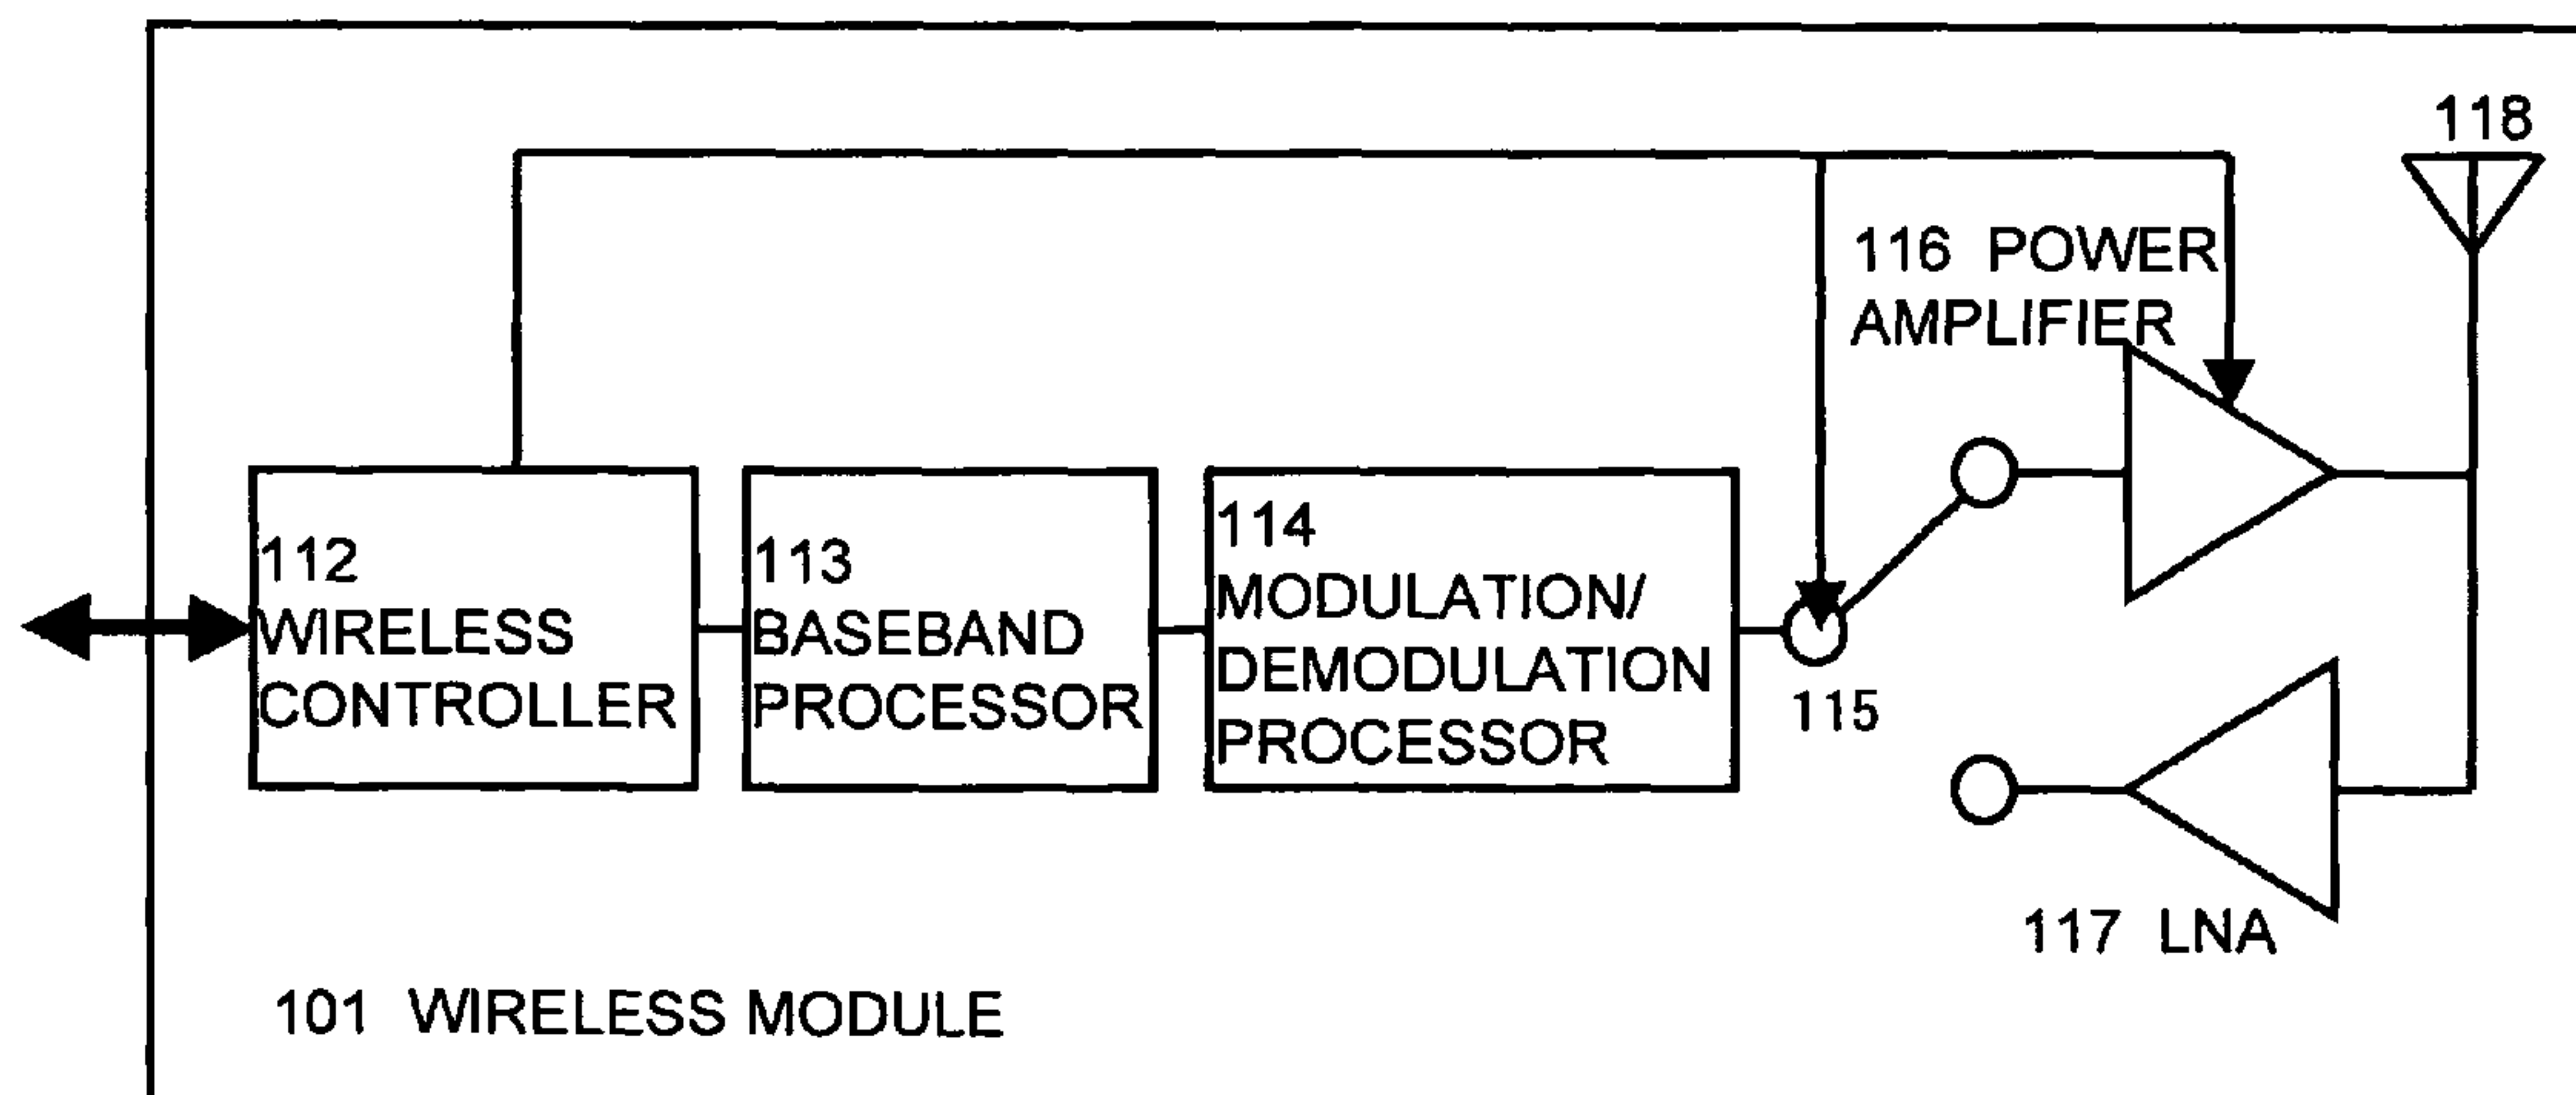 118
116 POWER
AMPLIFIER
112
WIRELESS
CONTROLLER
113
BASEBAND
PROCESSOR
114
MODULATION/
DEMODULATION
PROCESSOR
115
117 LNA
101 WIRELESS MODULE